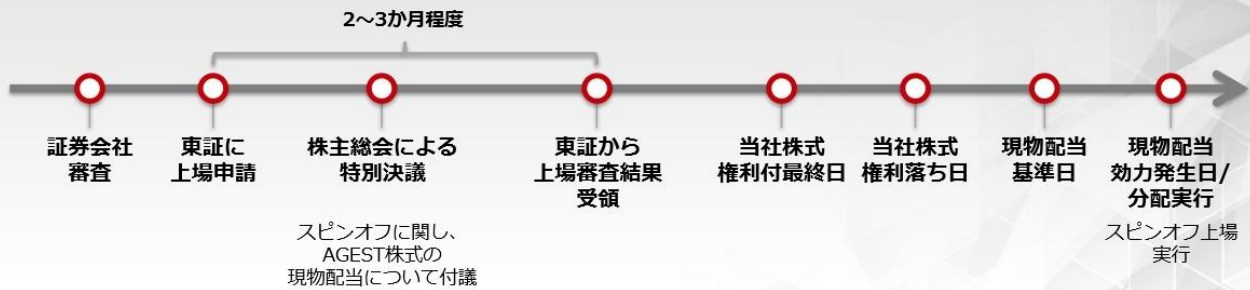 2～3か月程度
証券会社
審査
東証に
上場申請
株主総会による
特別決議
スピンオフに関し、
AGEST株式の
現物配当について付議
東証から
上場審査結果
受領
当社株式
権利付最終日
当社株式
権利落ち日
現物配当
基準日
現物配当
効力発生日/
分配実行
スピンオフ上場
実行